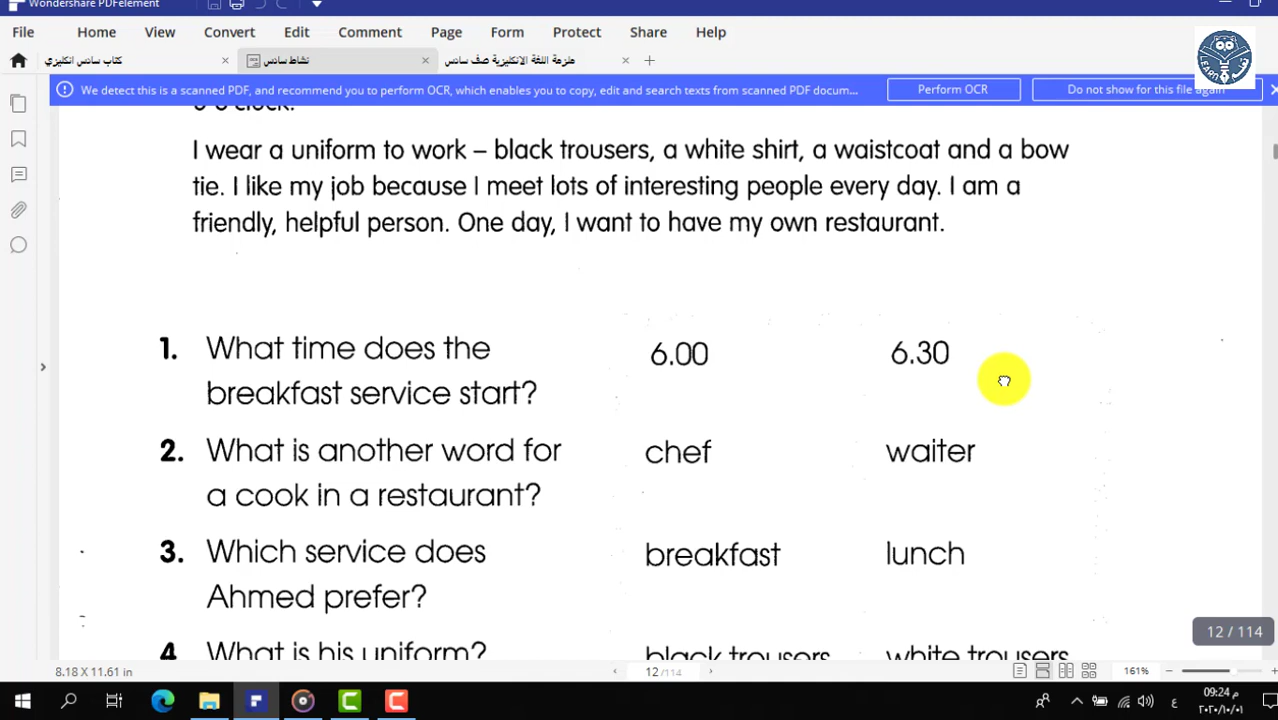 Wondershare PDFelement
File Home View Convert Edit Comment Page Form Protect Share Help
كتاب سادس انكليزي
نشاط سادس
ملزمة اللغة الانكليزية صف سادس
LEARN
We detect this is a scanned PDF, and recommend you to perform OCR, which enables you to copy, edit and search texts from scanned PDF docum...
Perform OCR
Do not show for this file again
o'clock.
I wear a uniform to work – black trousers, a white shirt, a waistcoat and a bow
tie. I like my job because I meet lots of interesting people every day. I am a
friendly, helpful person. One day, I want to have my own restaurant.
1. What time does the 6.00 6.30
breakfast service start?
2. What is another word for chef waiter
a cook in a restaurant?
3. Which service does breakfast lunch
Ahmed prefer?
4. What is his uniform? black trousers white trousers
12 / 114
8.18 X 11.61 in
12 /114
161%
09:24 م
٢٠٢٠/١٠/٠١
ع